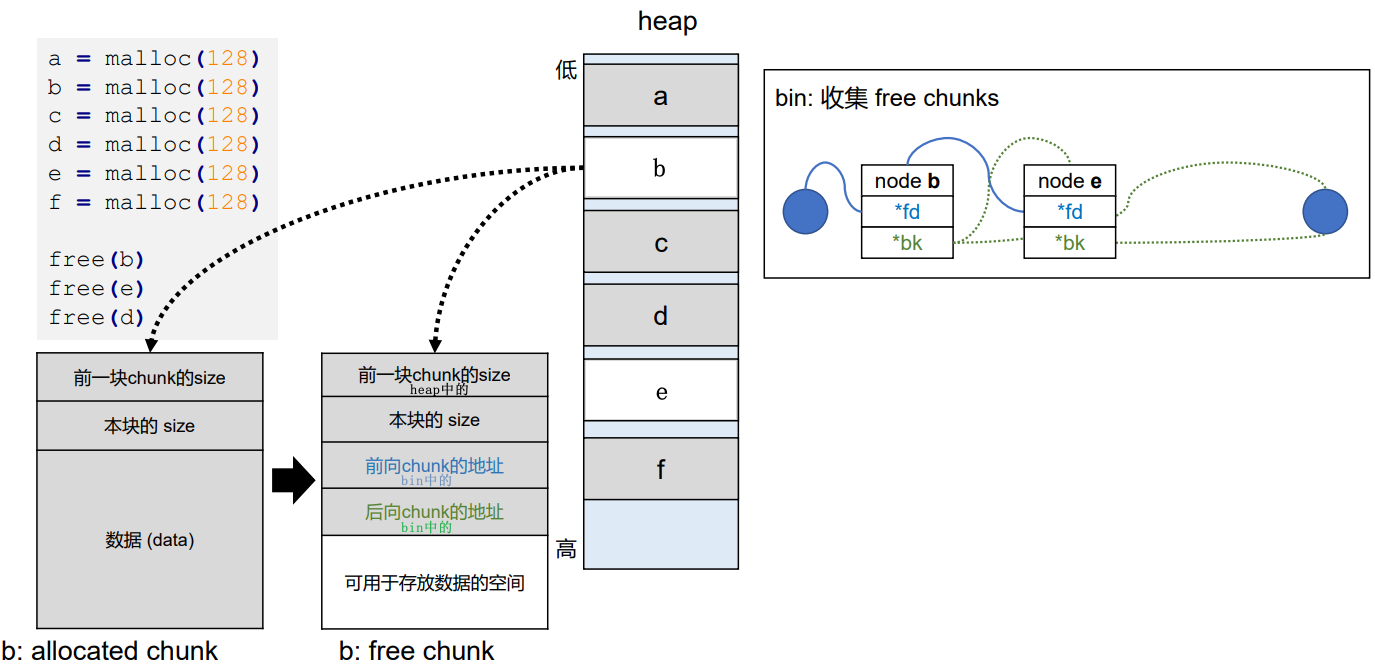 heap
a = malloc(128)
b = malloc(128)
c = malloc(128)
d = malloc(128)
e = malloc(128)
f = malloc(128)
free(b)
free(e)
free(d)
低
a
b
c
d
e
f
高
bin: 收集 free chunks
node b
*fd
*bk
node e
*fd
*bk
前一块chunk的size
本块的 size
数据 (data)
b: allocated chunk
前一块chunk的size
heap中的
本块的 size
前向chunk的地址
bin中的
后向chunk的地址
bin中的
可用于存放数据的空间
b: free chunk